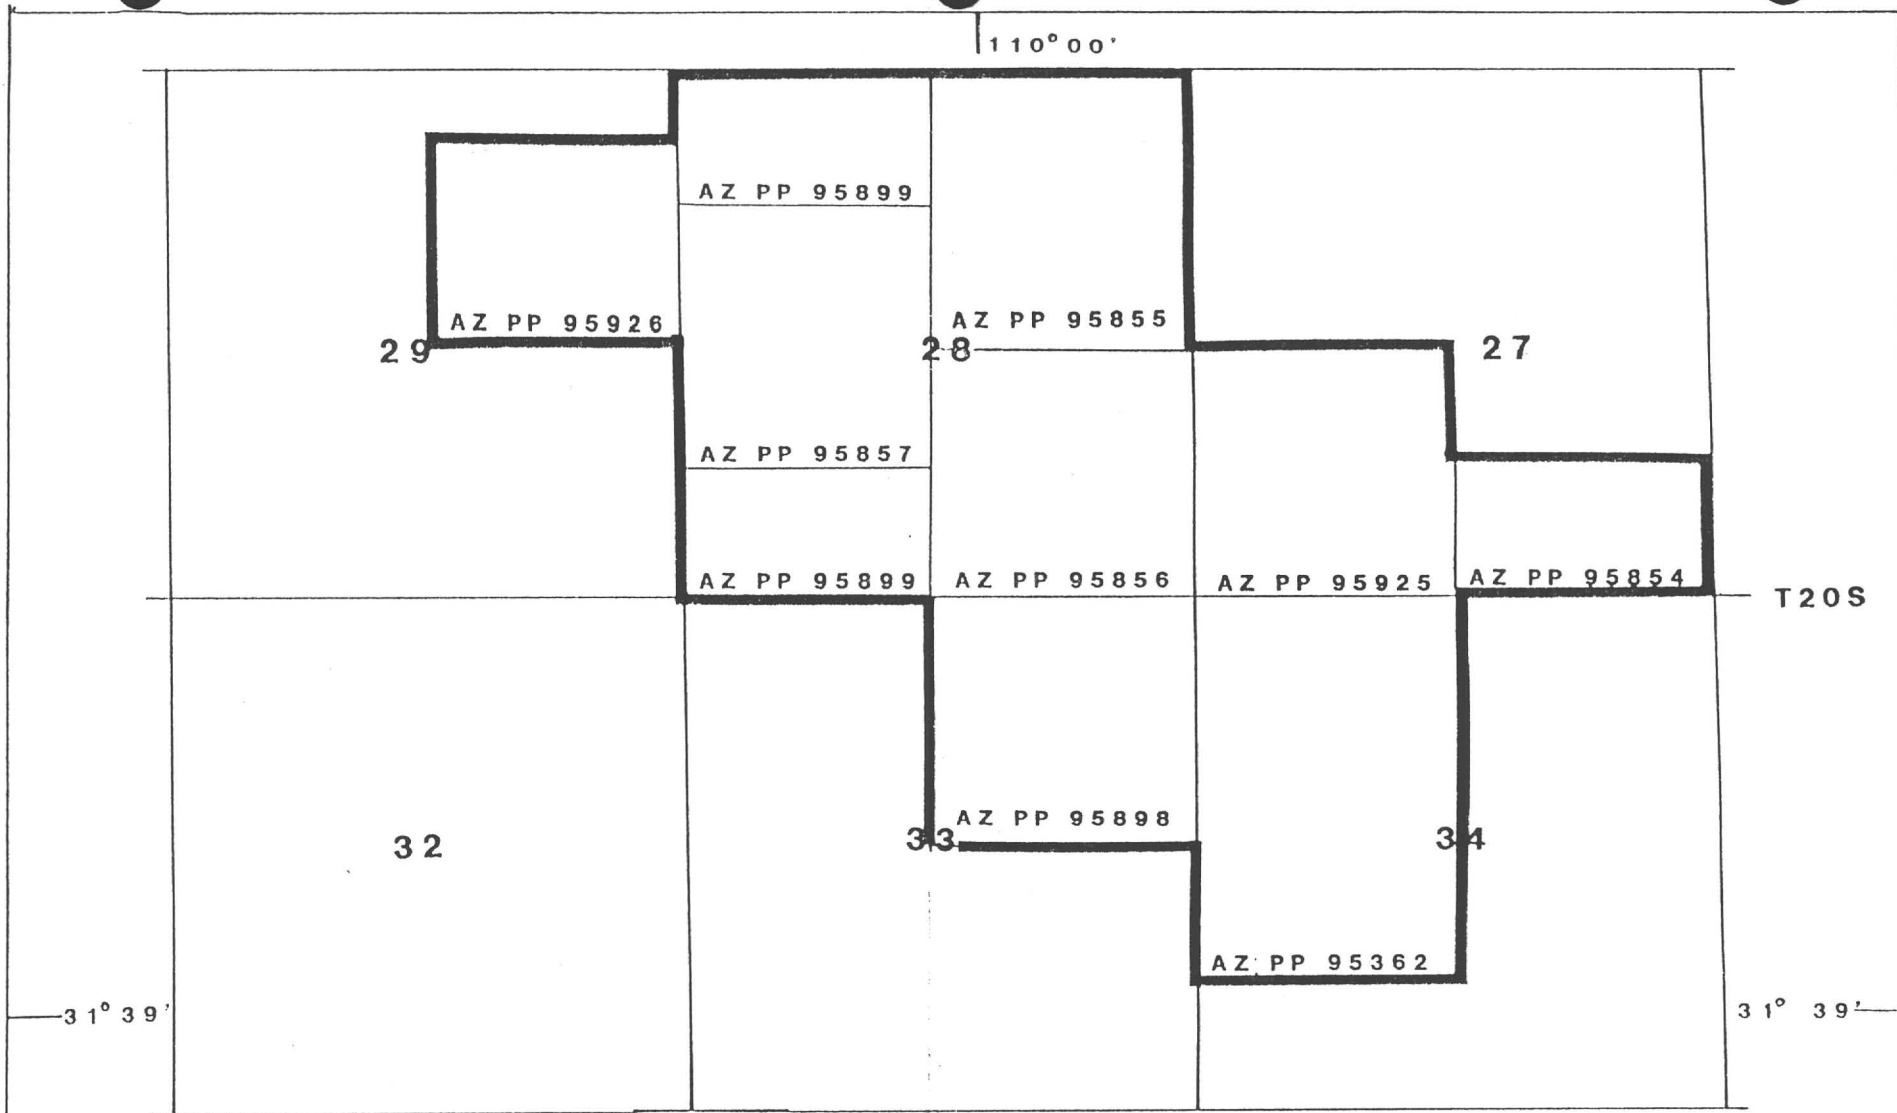 110°00'
AZ PP 95899
AZ PP 95926
AZ PP 95855
29
28
27
AZ PP 95857
AZ PP 95899
AZ PP 95856
AZ PP 95925
AZ PP 95854
T20S
AZ PP 95898
32
33
34
AZ PP 95362
31° 39'
31° 39'